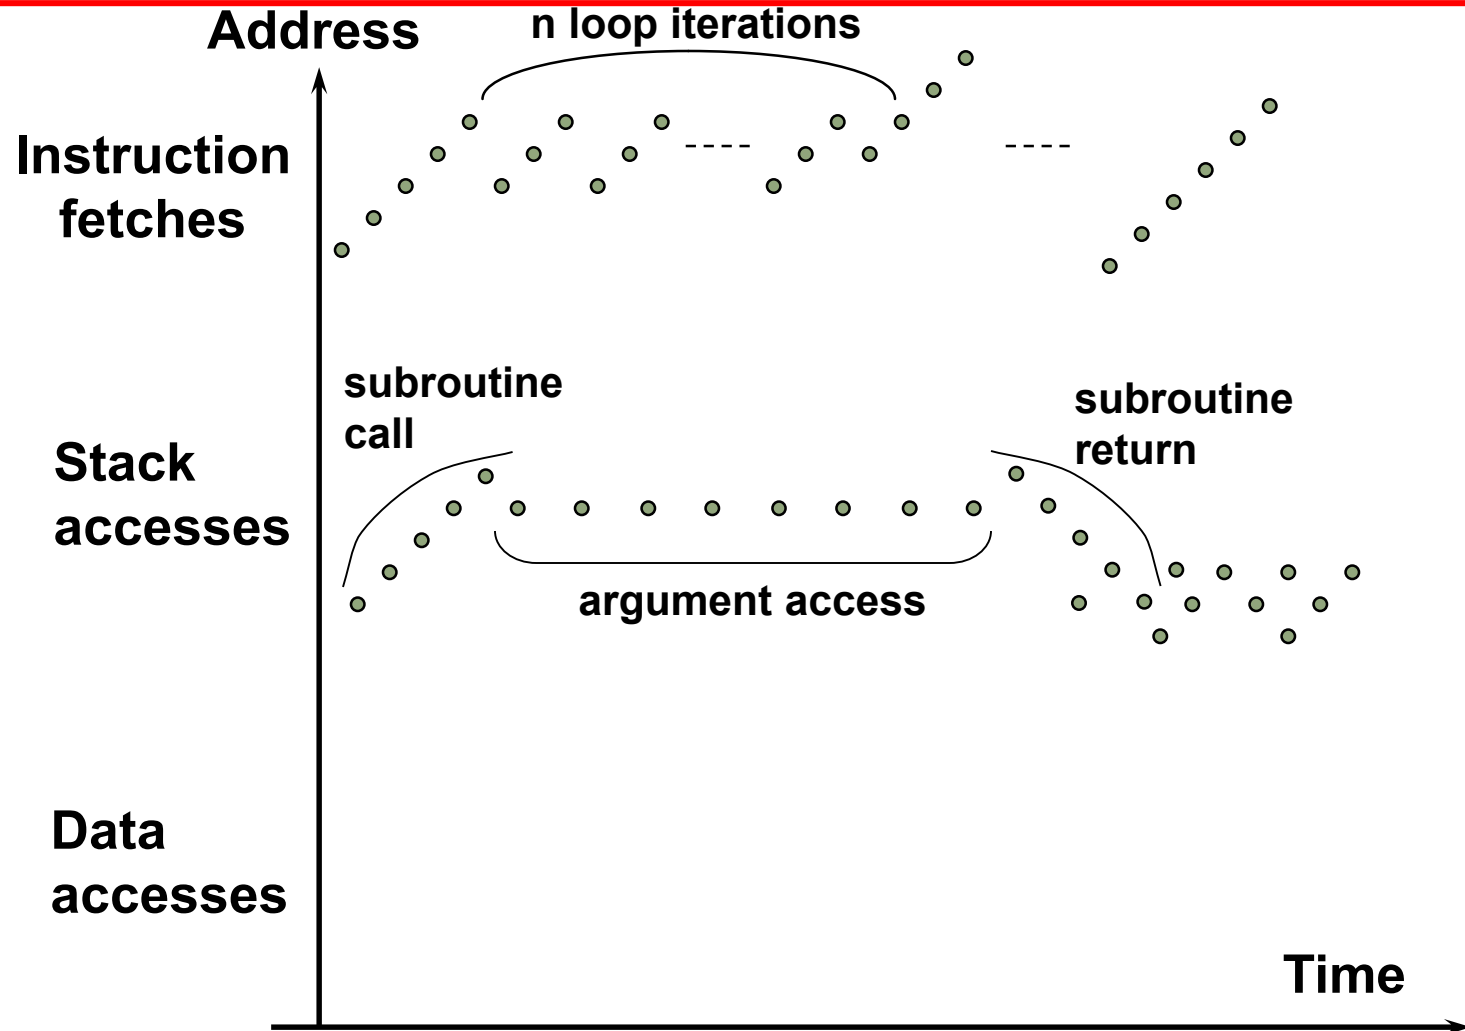 Address
n loop iterations
Instruction
fetches
subroutine
call
subroutine
return
Stack
accesses
argument access
Data
accesses
Time